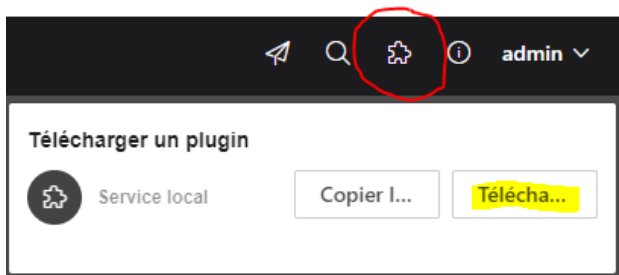 admin
Télécharger un plugin
Service local
Copier l...
Télécha...